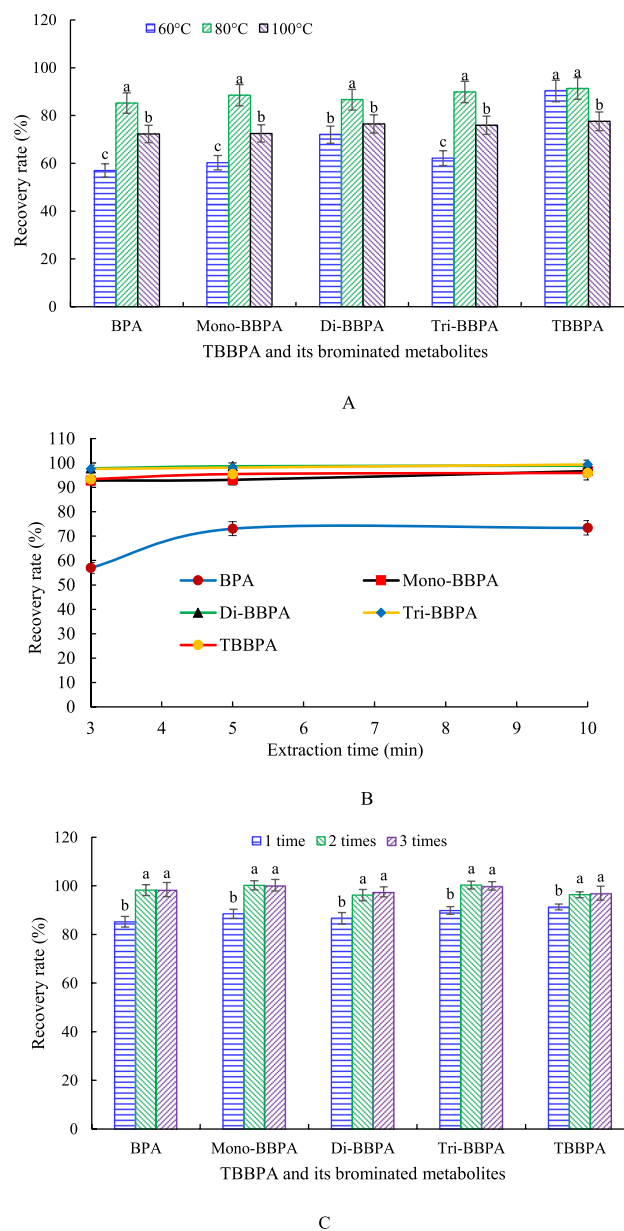 60°C 80°C 100°C
Recovery rate (%)
120
100
80
60
40
20
0
c a b
c a b
b a b
c a b
a a b
BPA Mono-BBPA Di-BBPA Tri-BBPA TBBPA
TBBPA and its brominated metabolites
A
Recovery rate (%)
110
100
90
80
70
60
50
40
30
20
10
0
BPA Mono-BBPA
Di-BBPA Tri-BBPA
TBBPA
3 4 5 6 7 8 9 10
Extraction time (min)
B
1 time 2 times 3 times
Recovery rate (%)
120
100
80
60
40
20
0
b a a
b a a
b a a
b a a
b a a
BPA Mono-BBPA Di-BBPA Tri-BBPA TBBPA
TBBPA and its brominated metabolites
C